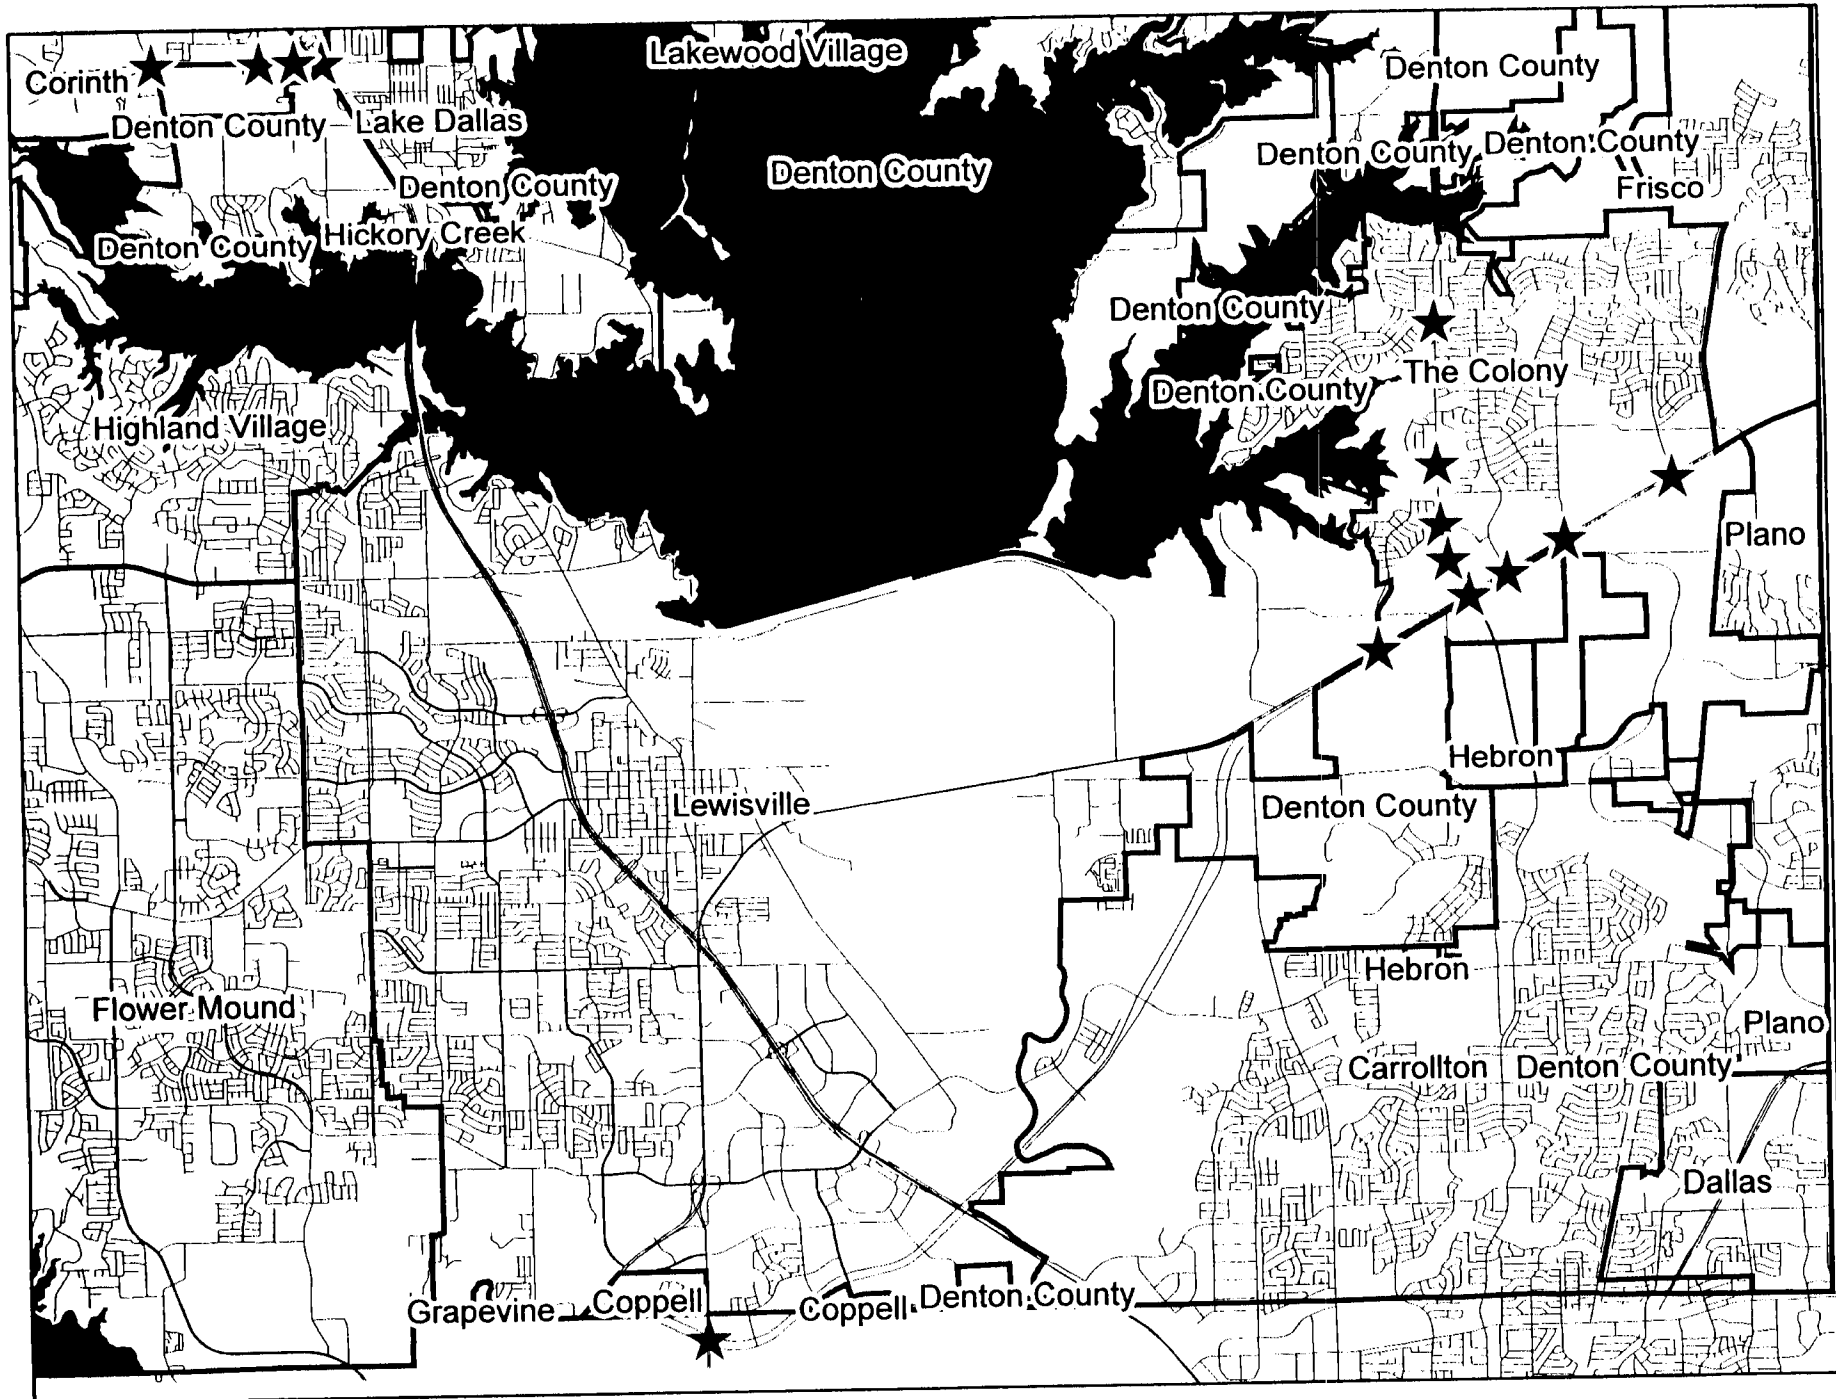 Lakewood Village
Corinth
Denton County
Denton County
Lake Dallas
Denton County
Denton County
Denton County
Denton County
Frisco
Denton County
Hickory Creek
Denton County
The Colony
Denton County
Highland Village
Plano
Hebron
Lewisville
Denton County
Hebron
Flower Mound
Plano
Carrollton
Denton County
Dallas
Grapevine
Coppell
Coppell
Denton County